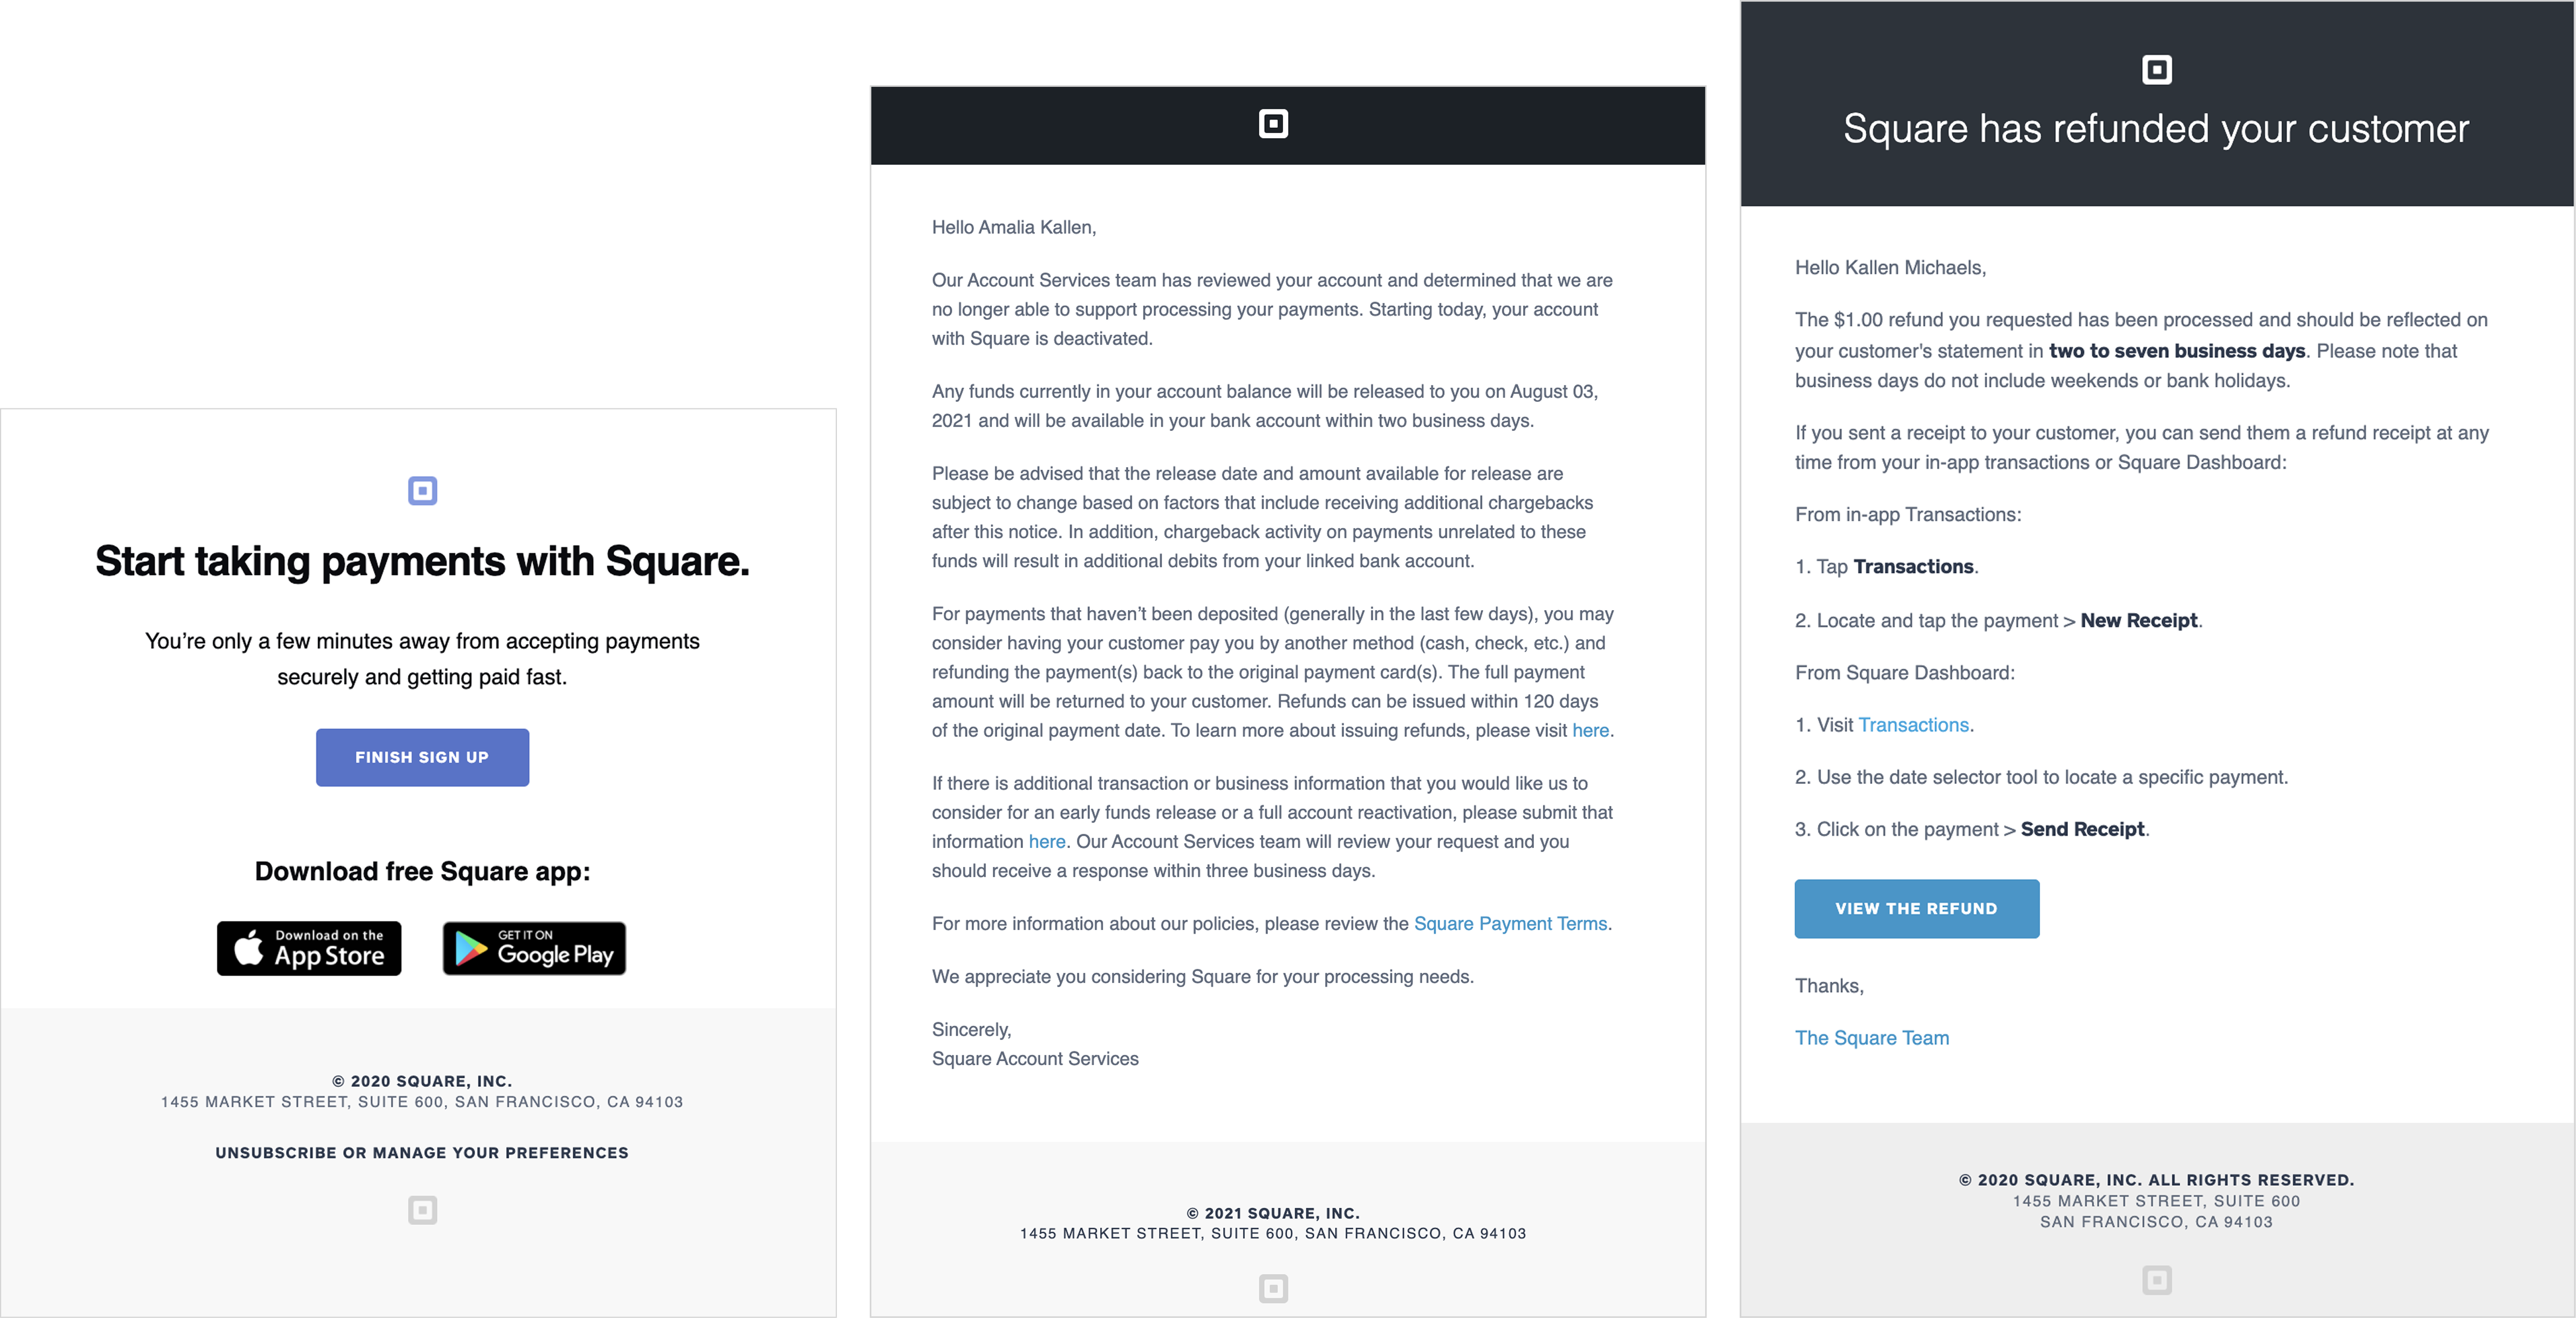 Start taking payments with Square.
You’re only a few minutes away from accepting payments
securely and getting paid fast.
FINISH SIGN UP
Download free Square app:
Download on the
App Store
GET IT ON
Google Play
© 2020 SQUARE, INC.
1455 MARKET STREET, SUITE 600, SAN FRANCISCO, CA 94103
UNSUBSCRIBE OR MANAGE YOUR PREFERENCES
Hello Amalia Kallen,
Our Account Services team has reviewed your account and determined that we are
no longer able to support processing your payments. Starting today, your account
with Square is deactivated.
Any funds currently in your account balance will be released to you on August 03,
2021 and will be available in your bank account within two business days.
Please be advised that the release date and amount available for release are
subject to change based on factors that include receiving additional chargebacks
after this notice. In addition, chargeback activity on payments unrelated to these
funds will result in additional debits from your linked bank account.
For payments that haven’t been deposited (generally in the last few days), you may
consider having your customer pay you by another method (cash, check, etc.) and
refunding the payment(s) back to the original payment card(s). The full payment
amount will be returned to your customer. Refunds can be issued within 120 days
of the original payment date. To learn more about issuing refunds, please visit here.
If there is additional transaction or business information that you would like us to
consider for an early funds release or a full account reactivation, please submit that
information here. Our Account Services team will review your request and you
should receive a response within three business days.
For more information about our policies, please review the Square Payment Terms.
We appreciate you considering Square for your processing needs.
Sincerely,
Square Account Services
© 2021 SQUARE, INC.
1455 MARKET STREET, SUITE 600, SAN FRANCISCO, CA 94103
Square has refunded your customer
Hello Kallen Michaels,
The $1.00 refund you requested has been processed and should be reflected on
your customer's statement in two to seven business days. Please note that
business days do not include weekends or bank holidays.
If you sent a receipt to your customer, you can send them a refund receipt at any
time from your in-app transactions or Square Dashboard:
From in-app Transactions:
1. Tap Transactions.
2. Locate and tap the payment > New Receipt.
From Square Dashboard:
1. Visit Transactions.
2. Use the date selector tool to locate a specific payment.
3. Click on the payment > Send Receipt.
VIEW THE REFUND
Thanks,
The Square Team
© 2020 SQUARE, INC. ALL RIGHTS RESERVED.
1455 MARKET STREET, SUITE 600
SAN FRANCISCO, CA 94103